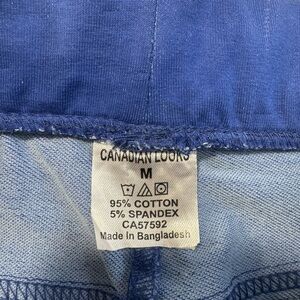 CANADIAN LOOKS
M
95% COTTON
5% SPANDEX
CA57592
Made In Bangladesh